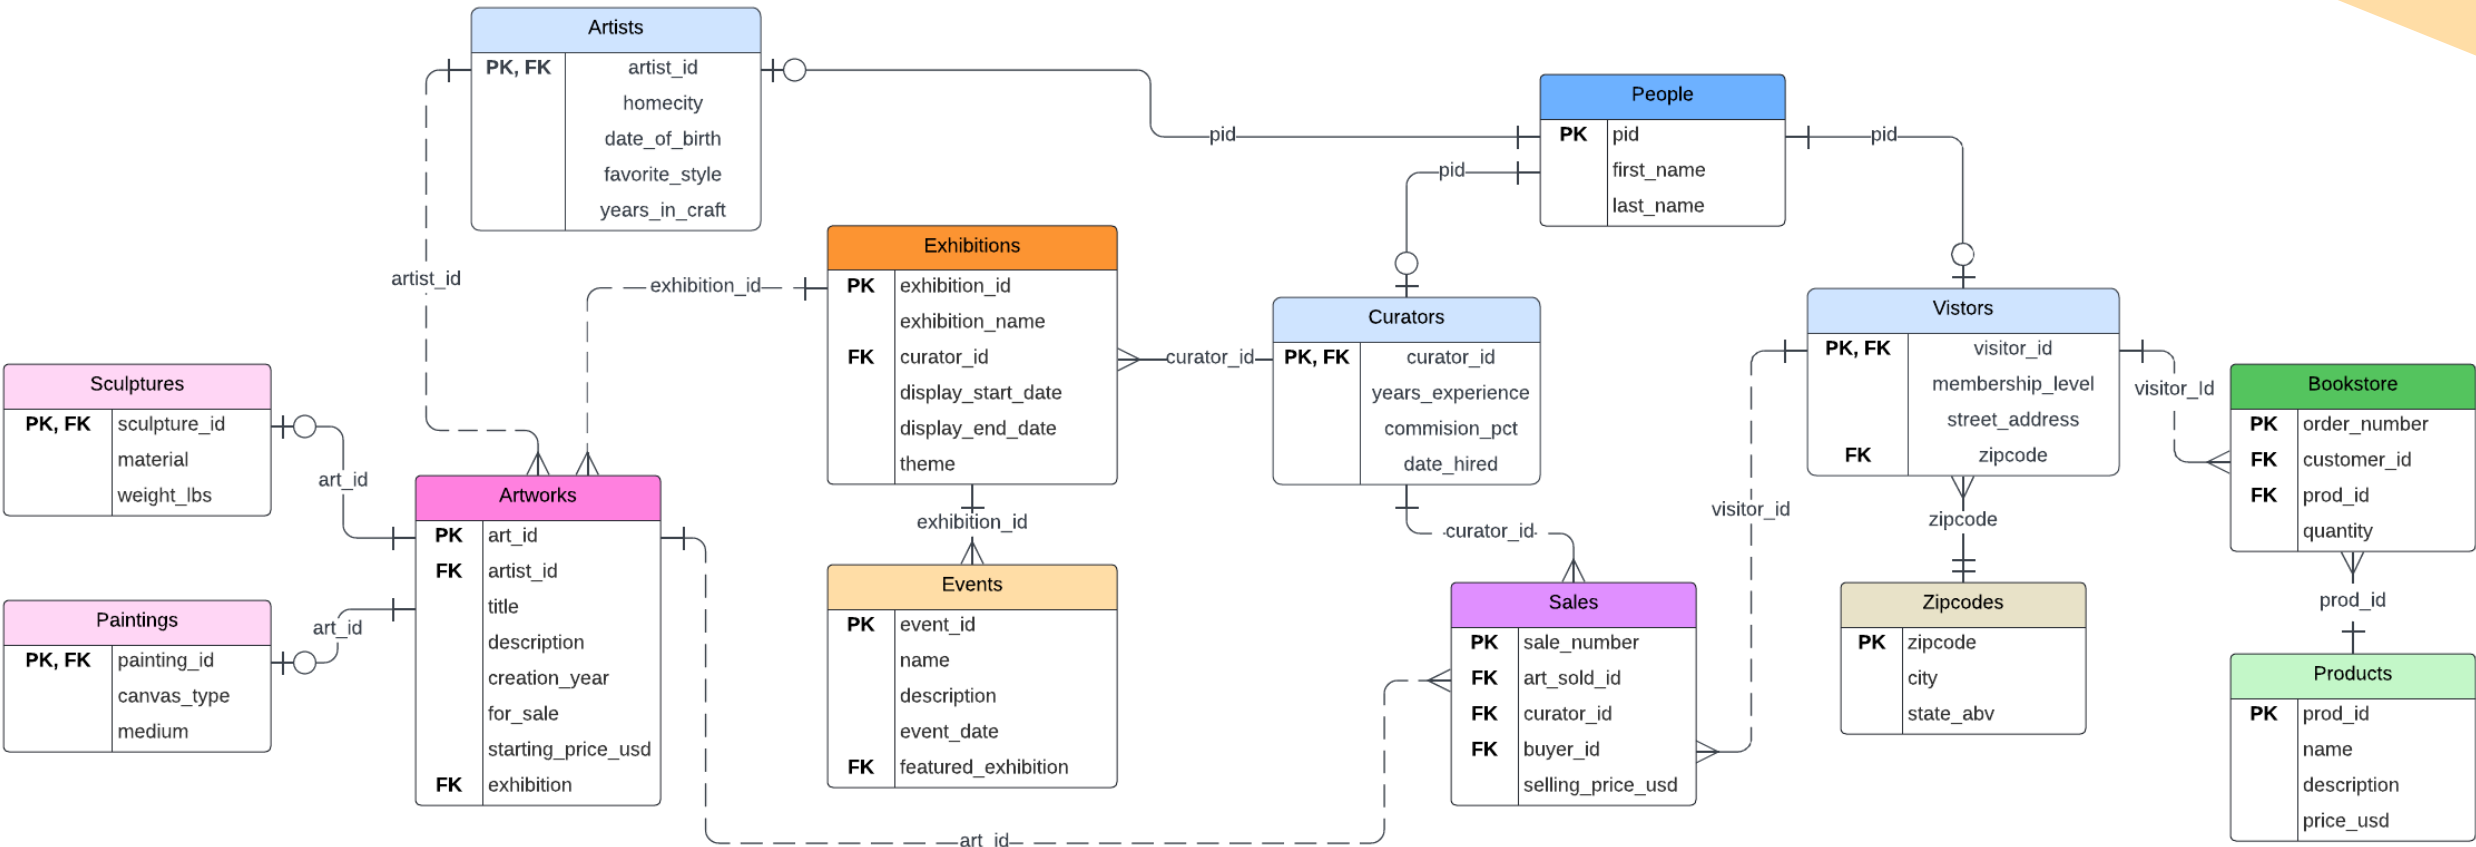 Artists
PK, FK artist_id
homecity
date_of_birth
favorite_style
years_in_craft
pid
People
PK pid
first_name
last_name
pid
pid
artist_id
Exhibitions
PK exhibition_id
exhibition_name
FK curator_id
display_start_date
display_end_date
theme
exhibition_id
curator_id
Curators
PK, FK curator_id
years_experience
commision_pct
date_hired
Vistors
PK, FK visitor_id
membership_level
street_address
FK zipcode
visitor_Id
Bookstore
PK order_number
FK customer_id
FK prod_id
quantity
Sculptures
PK, FK sculpture_id
material
weight_lbs
art_id
Artworks
PK art_id
FK artist_id
title
description
creation_year
for_sale
starting_price_usd
FK exhibition
Paintings
PK, FK painting_id
canvas_type
medium
art_id
exhibition_id
Events
PK event_id
name
description
event_date
FK featured_exhibition
curator_id
visitor_id
Sales
PK sale_number
FK art_sold_id
FK curator_id
FK buyer_id
selling_price_usd
zipcode
Zipcodes
PK zipcode
city
state_abv
prod_id
Products
PK prod_id
name
description
price_usd
art_id